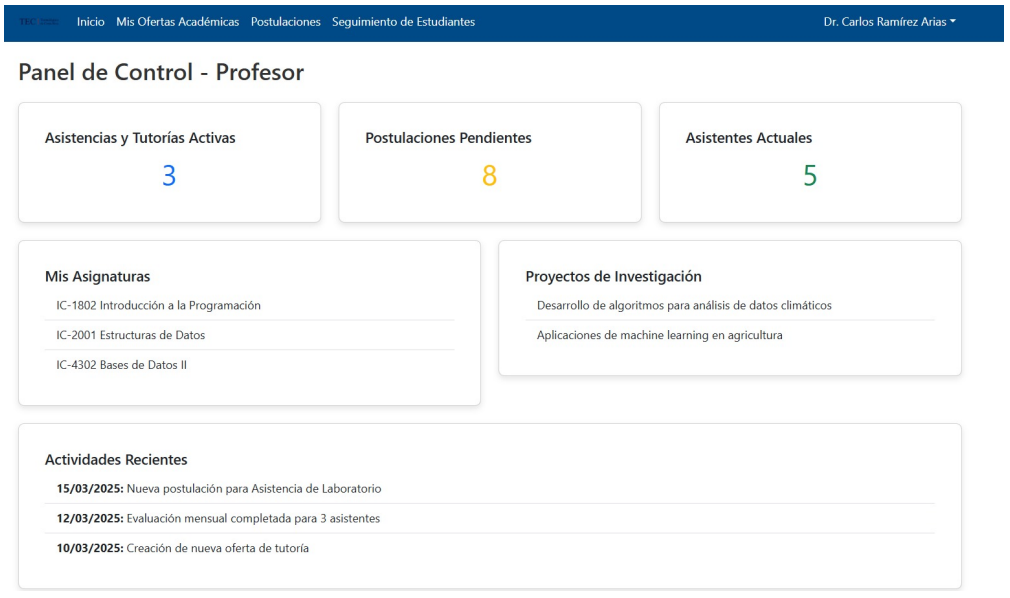 TEC
Inicio Mis Ofertas Académicas Postulaciones Seguimiento de Estudiantes Dr. Carlos Ramírez Arias
Panel de Control - Profesor
Asistencias y Tutorías Activas
3
Postulaciones Pendientes
8
Asistentes Actuales
5
Mis Asignaturas
IC-1802 Introducción a la Programación
IC-2001 Estructuras de Datos
IC-4302 Bases de Datos II
Proyectos de Investigación
Desarrollo de algoritmos para análisis de datos climáticos
Aplicaciones de machine learning en agricultura
Actividades Recientes
15/03/2025: Nueva postulación para Asistencia de Laboratorio
12/03/2025: Evaluación mensual completada para 3 asistentes
10/03/2025: Creación de nueva oferta de tutoría